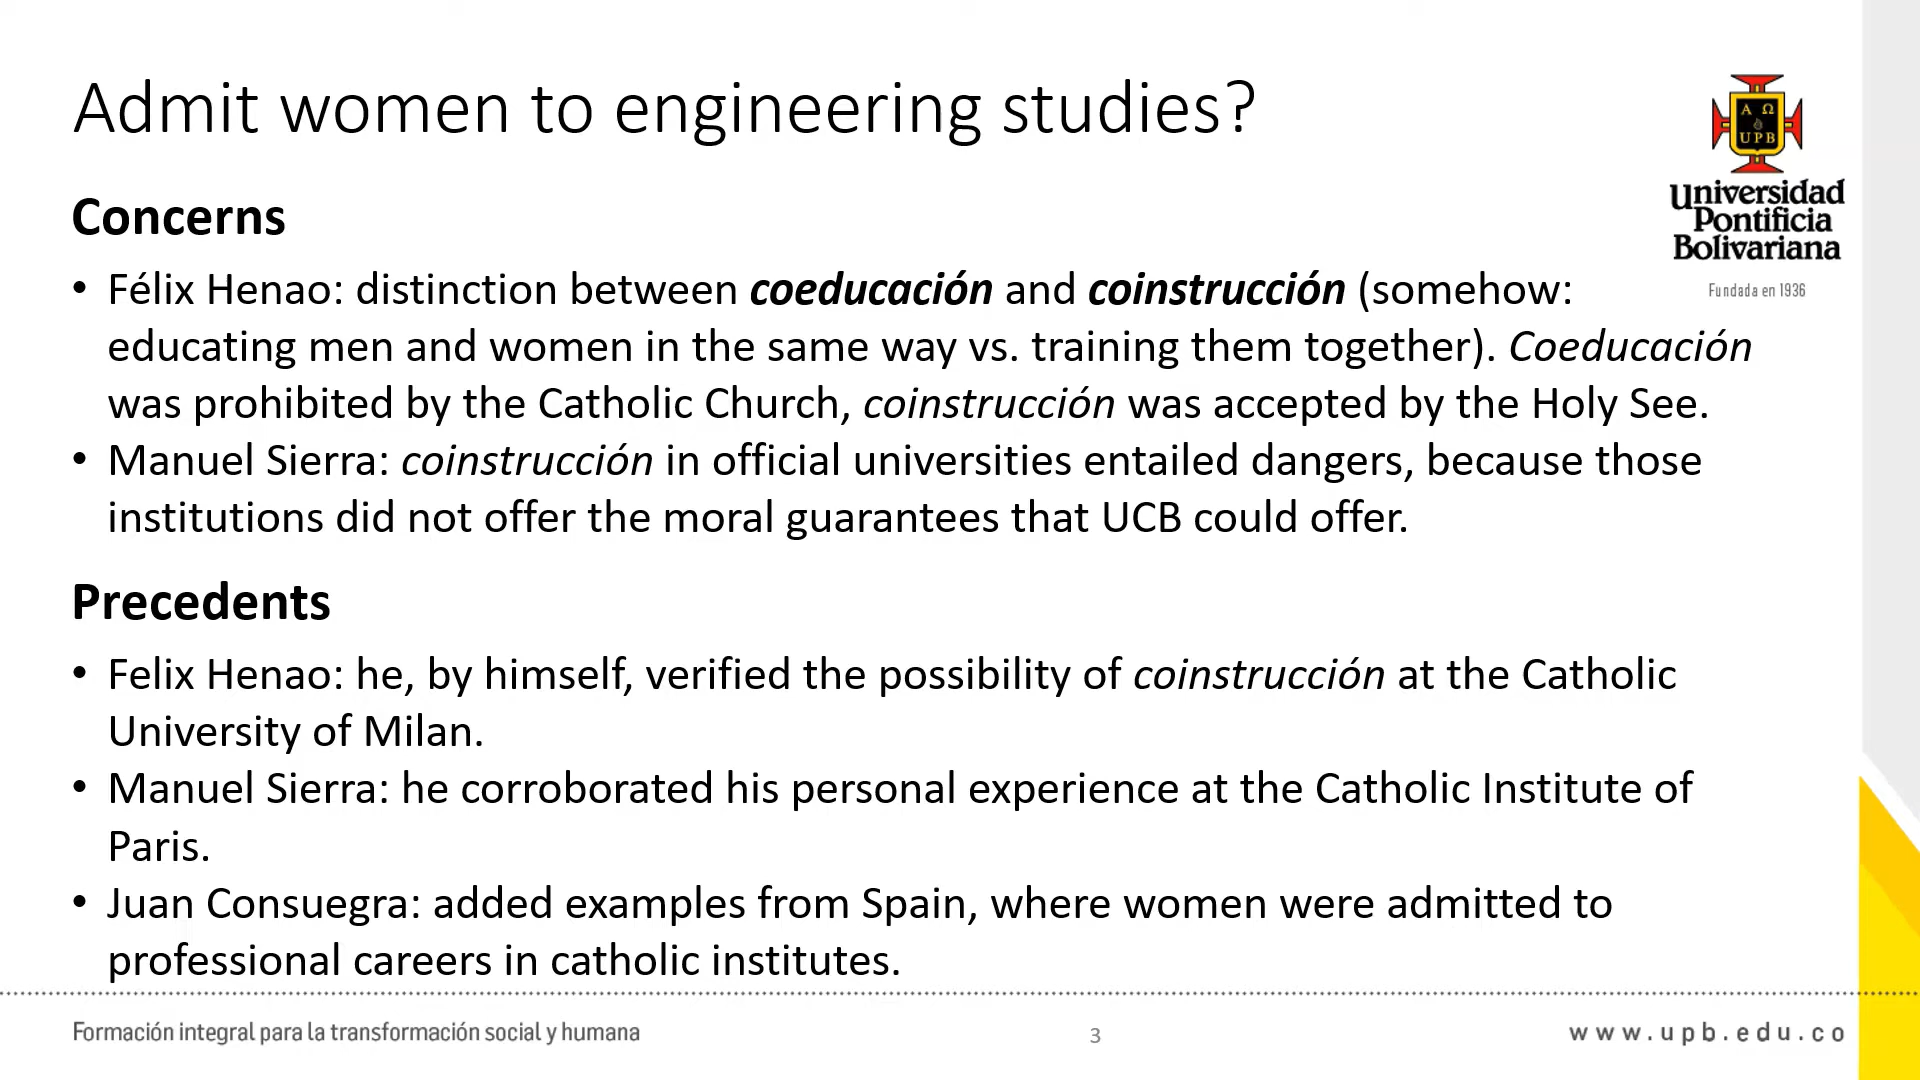 Admit women to engineering studies?
Α Ω
UPB
Universidad
Pontificia
Bolivariana
Fundada en 1936
Concerns
• Félix Henao: distinction between coeducación and coinstrucción (somehow:
educating men and women in the same way vs. training them together). Coeducación
was prohibited by the Catholic Church, coinstrucción was accepted by the Holy See.
• Manuel Sierra: coinstrucción in official universities entailed dangers, because those
institutions did not offer the moral guarantees that UCB could offer.
Precedents
• Felix Henao: he, by himself, verified the possibility of coinstrucción at the Catholic
University of Milan.
• Manuel Sierra: he corroborated his personal experience at the Catholic Institute of
Paris.
• Juan Consuegra: added examples from Spain, where women were admitted to
professional careers in catholic institutes.
Formación integral para la transformación social y humana
3
www.upb.edu.co